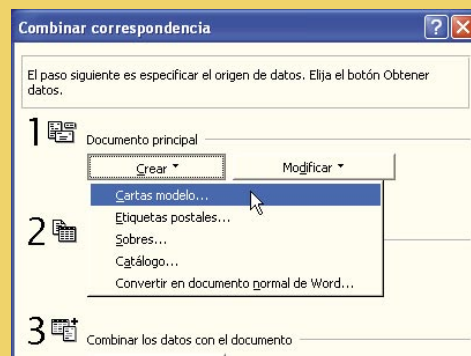 Combinar correspondencia
El paso siguiente es especificar el origen de datos. Elija el botón Obtener
datos.
1 Documento principal
Crear Modificar
Cartas modelo...
Etiquetas postales...
2
Sobres...
Catálogo...
Convertir en documento normal de Word...
3 Combinar los datos con el documento